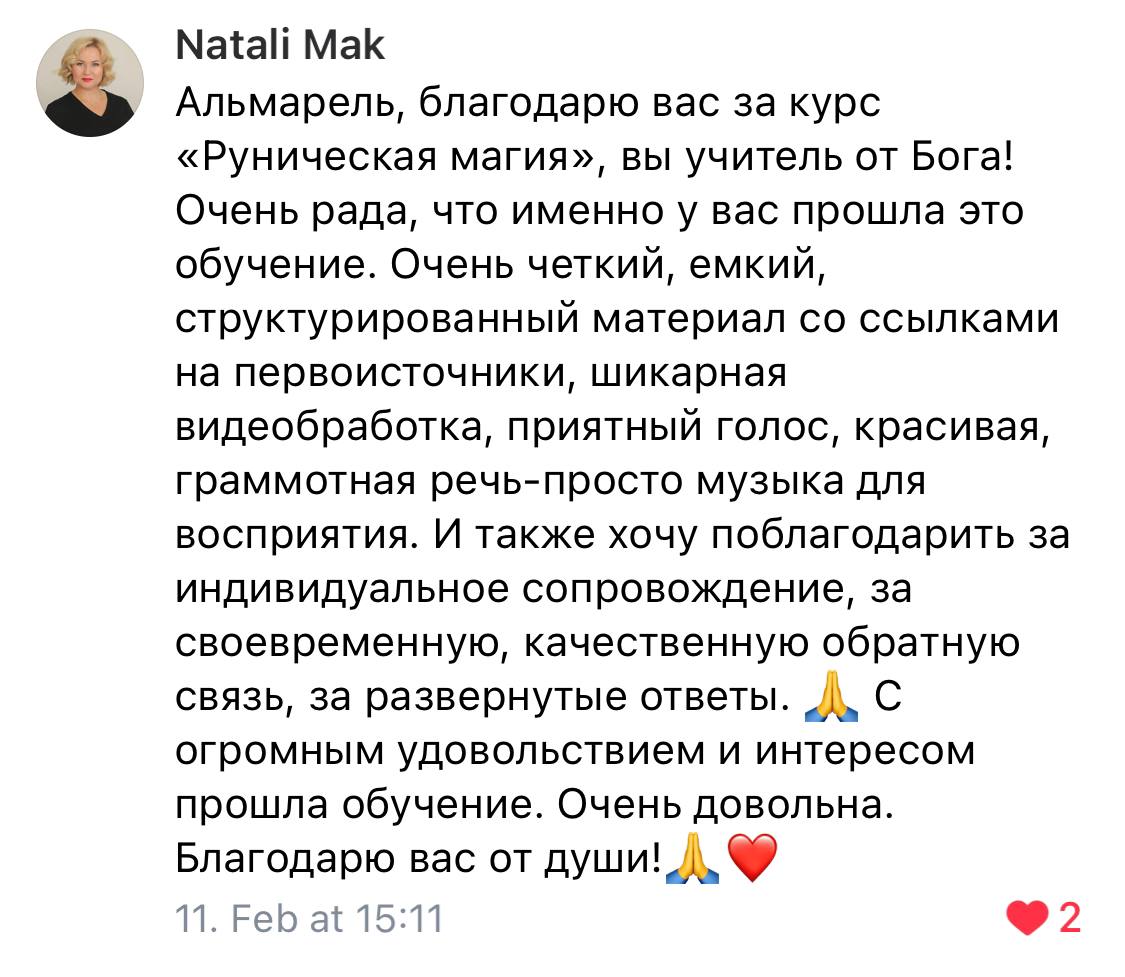 Natali Mak
Альмарель, благодарю вас за курс
«Руническая магия», вы учитель от Бога!
Очень рада, что именно у вас прошла это
обучение. Очень четкий, емкий,
структурированный материал со ссылками
на первоисточники, шикарная
видеобработка, приятный голос, красивая,
граммотная речь-просто музыка для
восприятия. И также хочу поблагодарить за
индивидуальное сопровождение, за
своевременную, качественную обратную
связь, за развернутые ответы. 🙏 С
огромным удовольствием и интересом
прошла обучение. Очень довольна.
Благодарю вас от души!🙏❤️
11. Feb at 15:11
2